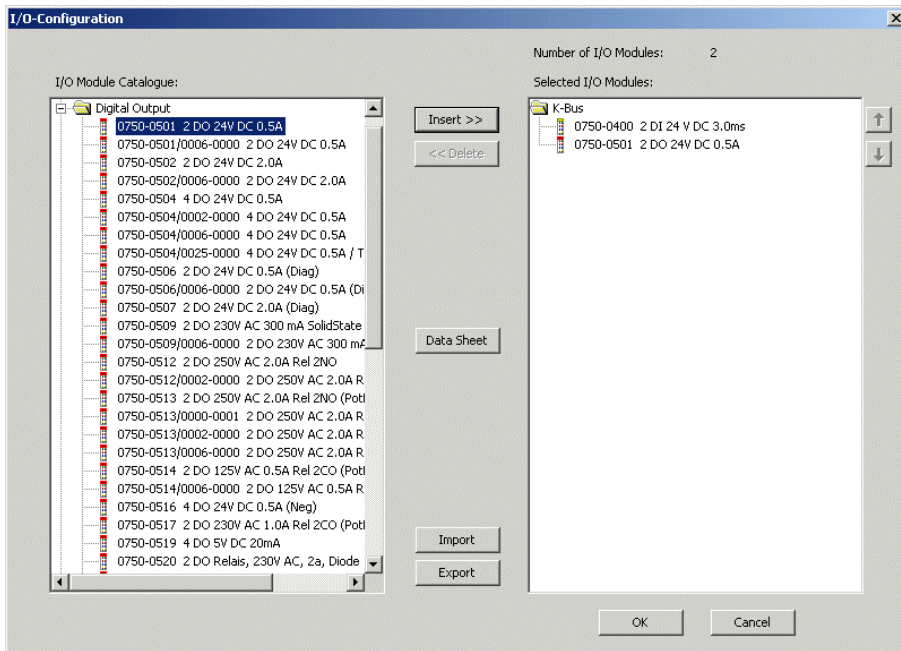 I/O-Configuration
Number of I/O Modules: 2
I/O Module Catalogue:
Selected I/O Modules:
Digital Output
0750-0501 2 DO 24V DC 0.5A
0750-0501/0006-0000 2 DO 24V DC 0.5A
0750-0502 2 DO 24V DC 2.0A
0750-0502/0006-0000 2 DO 24V DC 2.0A
0750-0504 4 DO 24V DC 0.5A
0750-0504/0002-0000 4 DO 24V DC 0.5A
0750-0504/0006-0000 4 DO 24V DC 0.5A
0750-0504/0025-0000 4 DO 24V DC 0.5A / T
0750-0506 2 DO 24V DC 0.5A (Diag)
0750-0506/0006-0000 2 DO 24V DC 0.5A (Di
0750-0507 2 DO 24V DC 2.0A (Diag)
0750-0509 2 DO 230V AC 300 mA SolidState
0750-0509/0006-0000 2 DO 230V AC 300 mA
0750-0512 2 DO 250V AC 2.0A Rel 2NO
0750-0512/0002-0000 2 DO 250V AC 2.0A R
0750-0513 2 DO 250V AC 2.0A Rel 2NO (Pot
0750-0513/0000-0001 2 DO 250V AC 2.0A R
0750-0513/0002-0000 2 DO 250V AC 2.0A R
0750-0513/0006-0000 2 DO 250V AC 2.0A R
0750-0514 2 DO 125V AC 0.5A Rel 2CO (Pot
0750-0514/0006-0000 2 DO 125V AC 0.5A R
0750-0516 4 DO 24V DC 0.5A (Neg)
0750-0517 2 DO 230V AC 1.0A Rel 2CO (Pot
0750-0519 4 DO 5V DC 20mA
0750-0520 2 DO Relais, 230V AC, 2a, Diode
Insert >>
<< Delete
Data Sheet
Import
Export
K-Bus
0750-0400 2 DI 24 V DC 3.0ms
0750-0501 2 DO 24V DC 0.5A
OK
Cancel